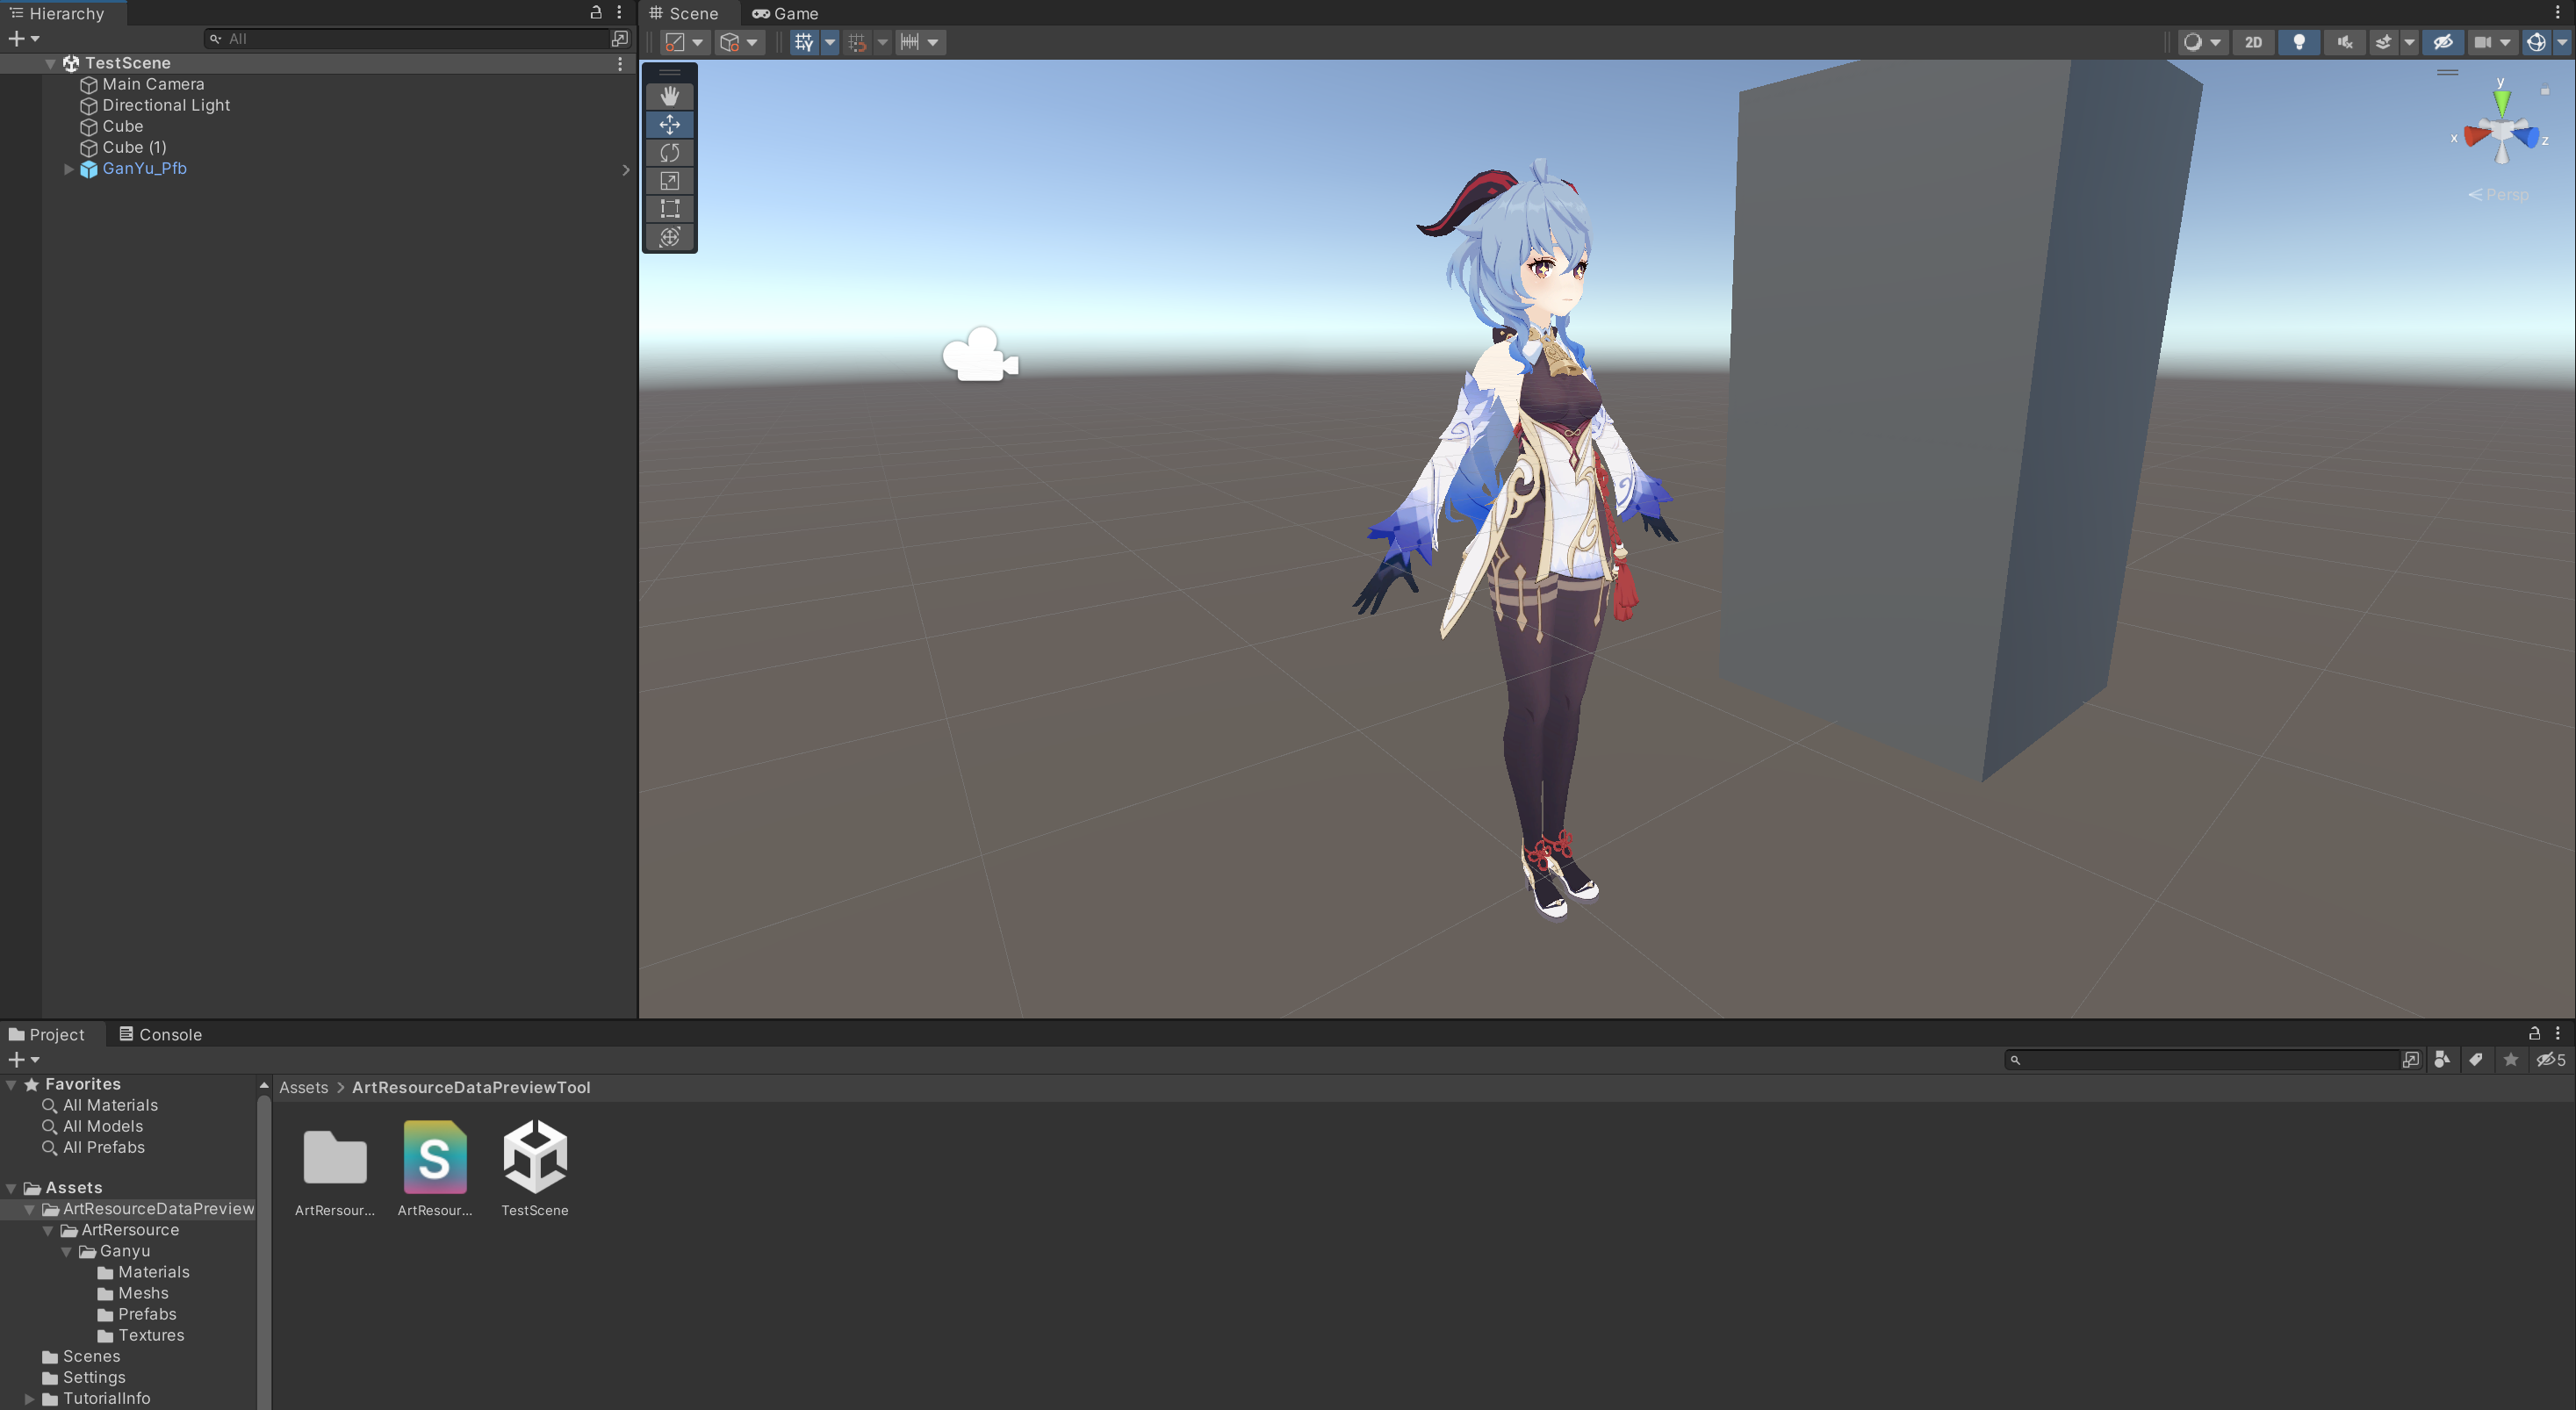 Hierarchy
All
TestScene
Main Camera
Directional Light
Cube
Cube (1)
GanYu_Pfb
Scene
Game
2D
y
x
z
Persp
Project
Console
5
Favorites
All Materials
All Models
All Prefabs
Assets
ArtResourceDataPreview
ArtRersource
Ganyu
Materials
Meshs
Prefabs
Textures
Scenes
Settings
TutorialInfo
Assets > ArtResourceDataPreviewTool
S
ArtRersour...
ArtResour...
TestScene